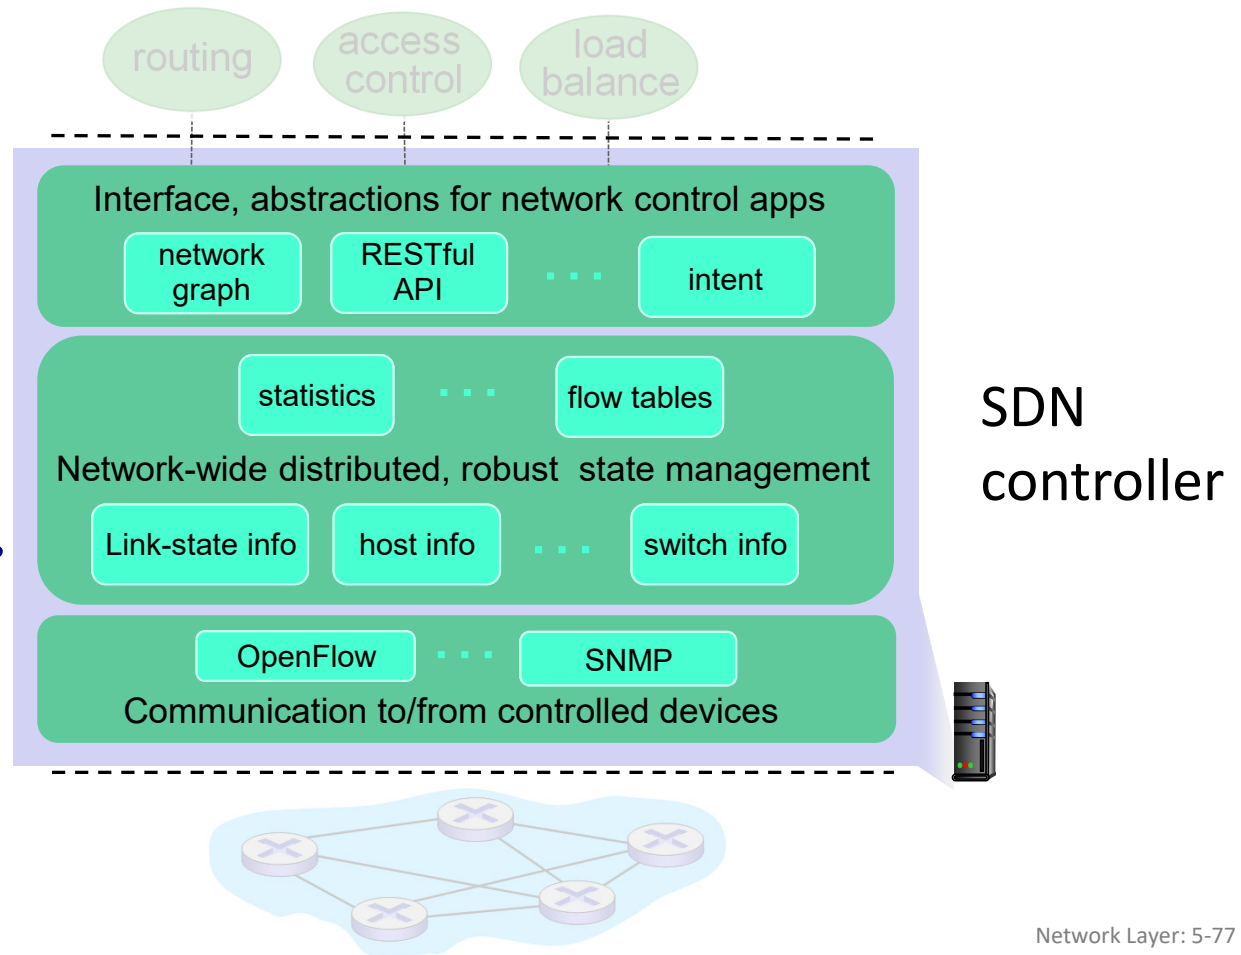 routing
access
control
load
balance
Interface, abstractions for network control apps
network
graph
RESTful
API
intent
statistics
flow tables
Network-wide distributed, robust  state management
Link-state info
host info
switch info
OpenFlow
SNMP
Communication to/from controlled devices
SDN
controller
Network Layer: 5-77